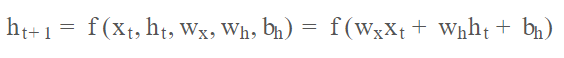 hₜ₊₁ = f(xₜ, hₜ, wₓ, wₕ, bₕ) = f(wₓxₜ + wₕhₜ + bₕ)